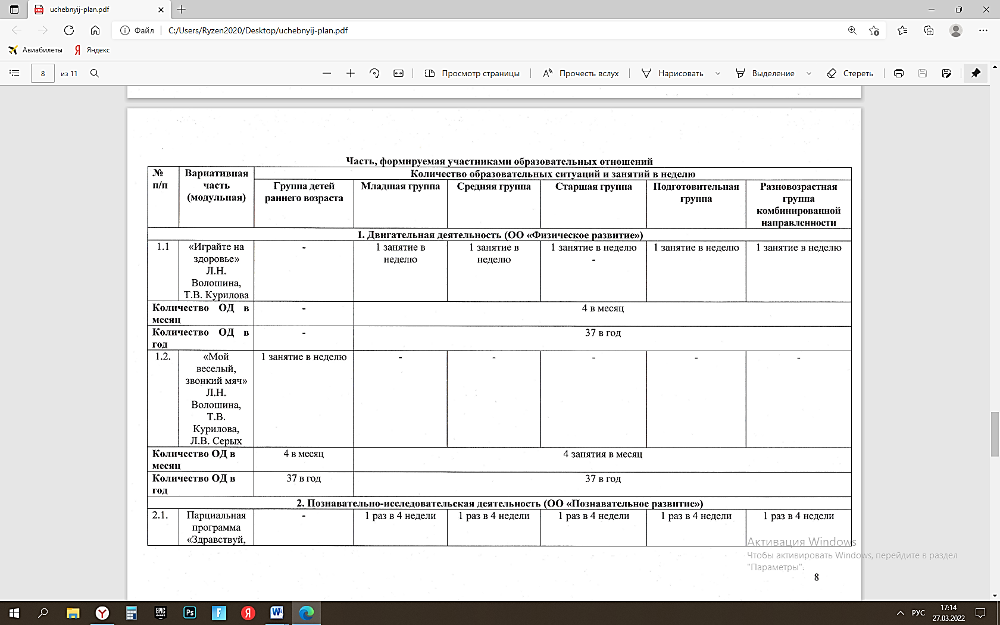 uchebnyij-plan.pdf
Файл
C:/Users/Ryzen2020/Desktop/uchebnyij-plan.pdf
Авиабилеты
Я Яндекс
8 из 11
Просмотр страницы
Прочесть вслух
Нарисовать
Выделение
Стереть
Часть, формируемая участниками образовательных отношений
№ п/п
Вариативная часть (модульная)
Количество образовательных ситуаций и занятий в неделю
Группа детей раннего возраста
Младшая группа
Средняя группа
Старшая группа
Подготовительная группа
Разновозрастная группа комбинированной направленности
1. Двигательная деятельность (ОО «Физическое развитие»)
1.1
«Играйте на здоровье» Л.Н. Волошина, Т.В. Курилова
-
1 занятие в неделю
1 занятие в неделю
1 занятие в неделю -
1 занятие в неделю
1 занятие в неделю
Количество ОД в месяц
-
4 в месяц
Количество ОД в год
-
37 в год
1.2.
«Мой веселый, звонкий мяч» Л.Н. Волошина, Т.В. Курилова, Л.В. Серых
1 занятие в неделю
-
-
-
-
-
Количество ОД в месяц
4 в месяц
4 занятия в месяц
Количество ОД в год
37 в год
37 в год
2. Познавательно-исследовательская деятельность (ОО «Познавательное развитие»)
2.1.
Парциальная программа «Здравствуй,
-
1 раз в 4 недели
1 раз в 4 недели
1 раз в 4 недели
1 раз в 4 недели
1 раз в 4 недели
Активация Windows
Чтобы активировать Windows, перейдите в раздел
"Параметры".
8
EPIC GAMES
Ps
F
Я
W
РУС
17:14
27.03.2022